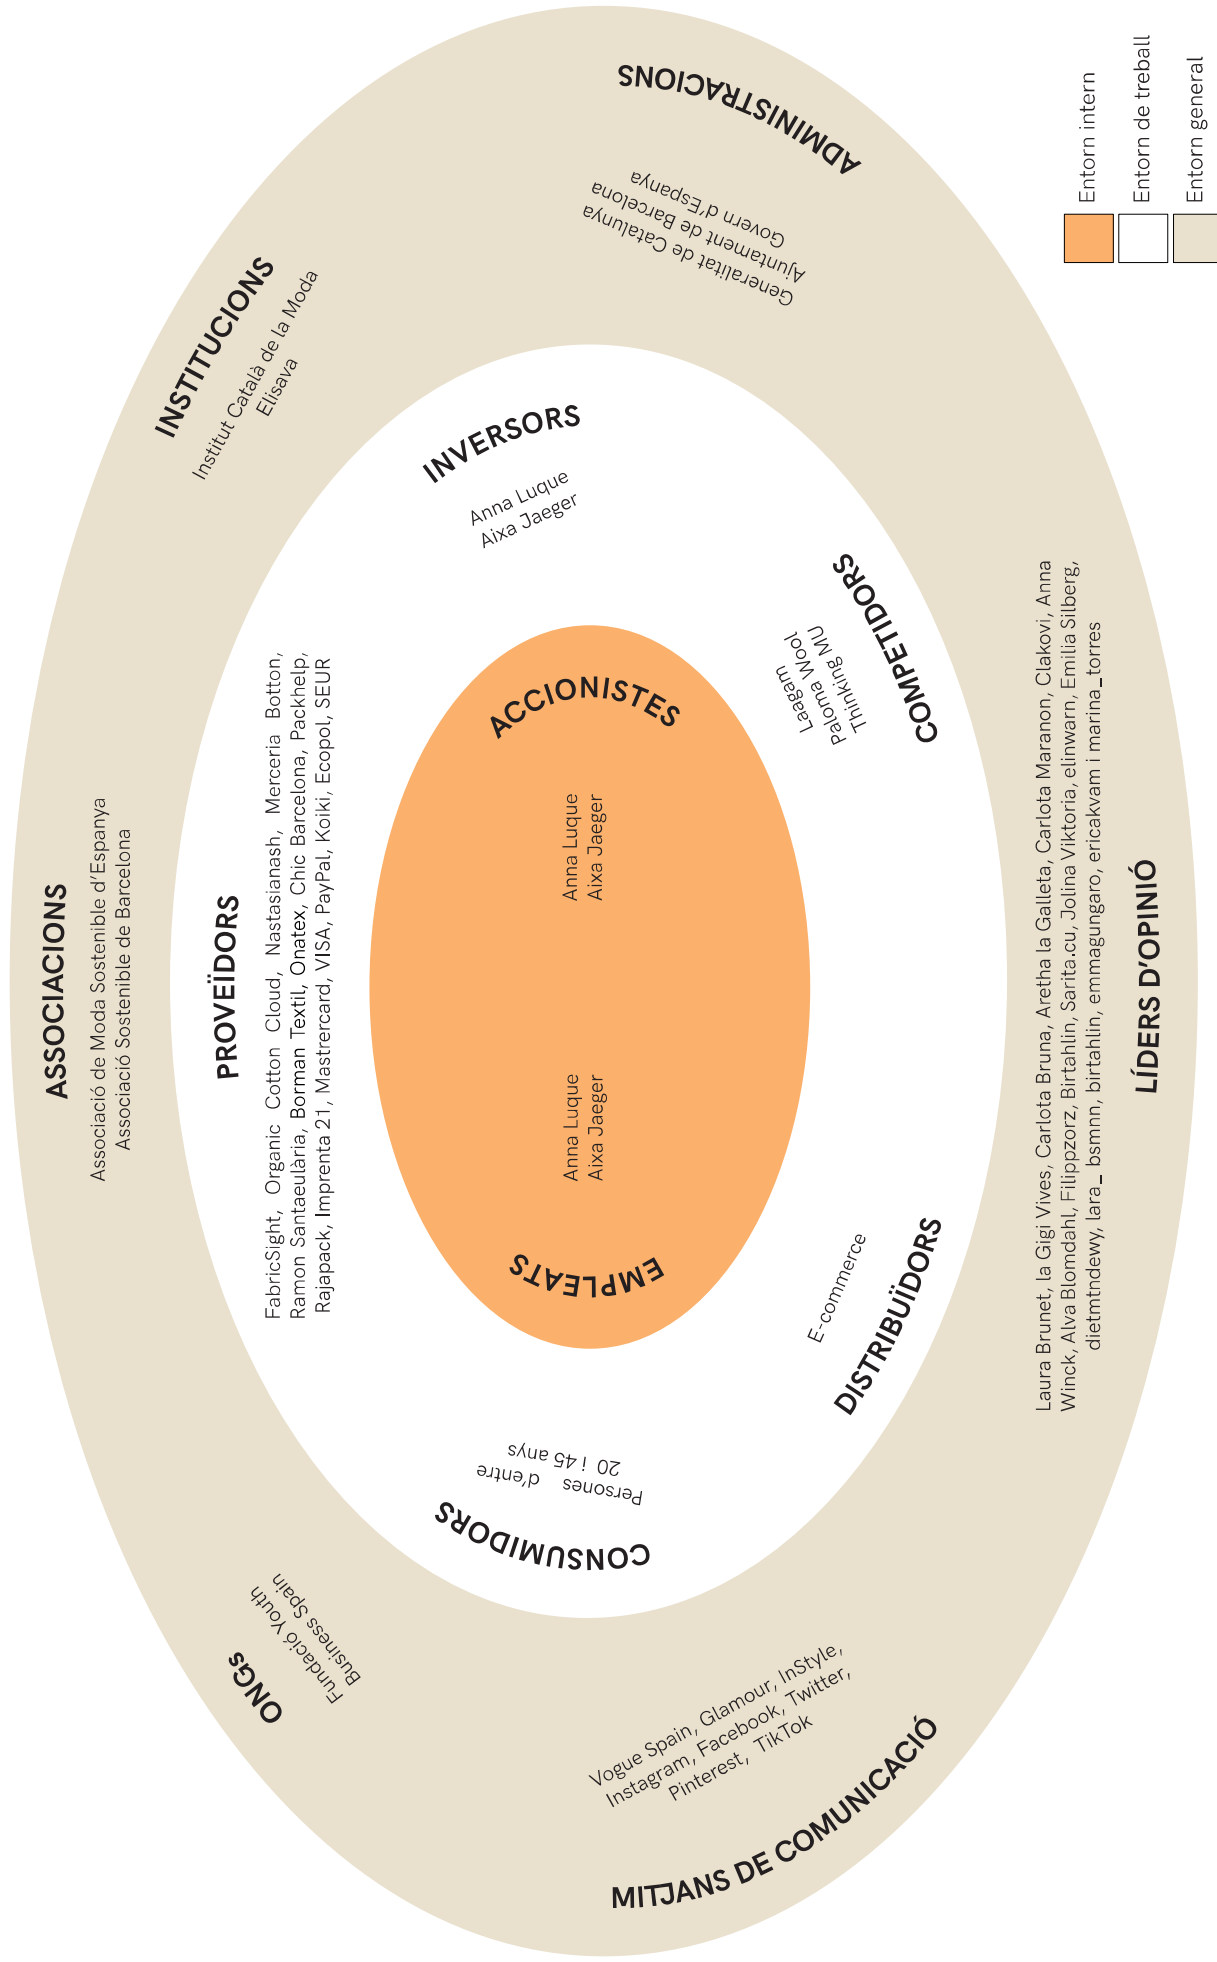 ASSOCIACIONS
Associació de Moda Sostenible d'Espanya
Associació Sostenible de Barcelona
INSTITUCIONS
Institut Català de la Moda
Elisava
ADMINISTRACIONS
Govern d'Espanya
Ajuntament de Barcelona
Generalitat de Catalunya
ONGs
Fundació Youth
Business Spain
PROVEÏDORS
FabricSight, Organic Cotton Cloud, Nastasianash, Merceria Botton,
Ramon Santaeulària, Borman Textil, Onatex, Chic Barcelona, Packhelp,
Rajapack, Imprenta 21, Mastrercard, VISA, PayPal, Koiki, Ecopol, SEUR
INVERSORS
Anna Luque
Aixa Jaeger
CONSUMIDORS
Persones d'entre
20 i 45 anys
EMPLEATS
Anna Luque
Aixa Jaeger
ACCIONISTES
Anna Luque
Aixa Jaeger
E-commerce
DISTRIBUÏDORS
Laagam
Paloma Wool
Thinking MU
COMPETIDORS
Vogue Spain, Glamour, InStyle,
Instagram, Facebook, Twitter,
Pinterest, TikTok
MITJANS DE COMUNICACIÓ
Laura Brunet, la Gigi Vives, Carlota Bruna, Aretha la Galleta, Carlota Maranon, Clakovi, Anna
Winck, Alva Blomdahl, Filippzorz, Birtahlin, Sarita.cu, Jolina Viktoria, elinwarn, Emilia Silberg,
dietmtndewy, lara_ bsmnn, birtahlin, emmagungaro, ericakvam i marina_torres
LÍDERS D'OPINIÓ
Entorn intern
Entorn de treball
Entorn general